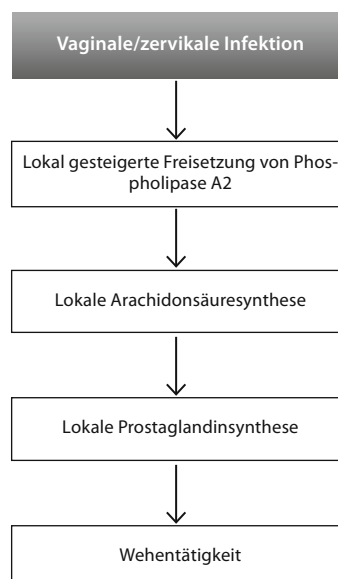 Vaginale/zervikale Infektion
Lokal gesteigerte Freisetzung von Phos-
pholipase A2
Lokale Arachidonsäuresynthese
Lokale Prostaglandinsynthese
Wehentätigkeit